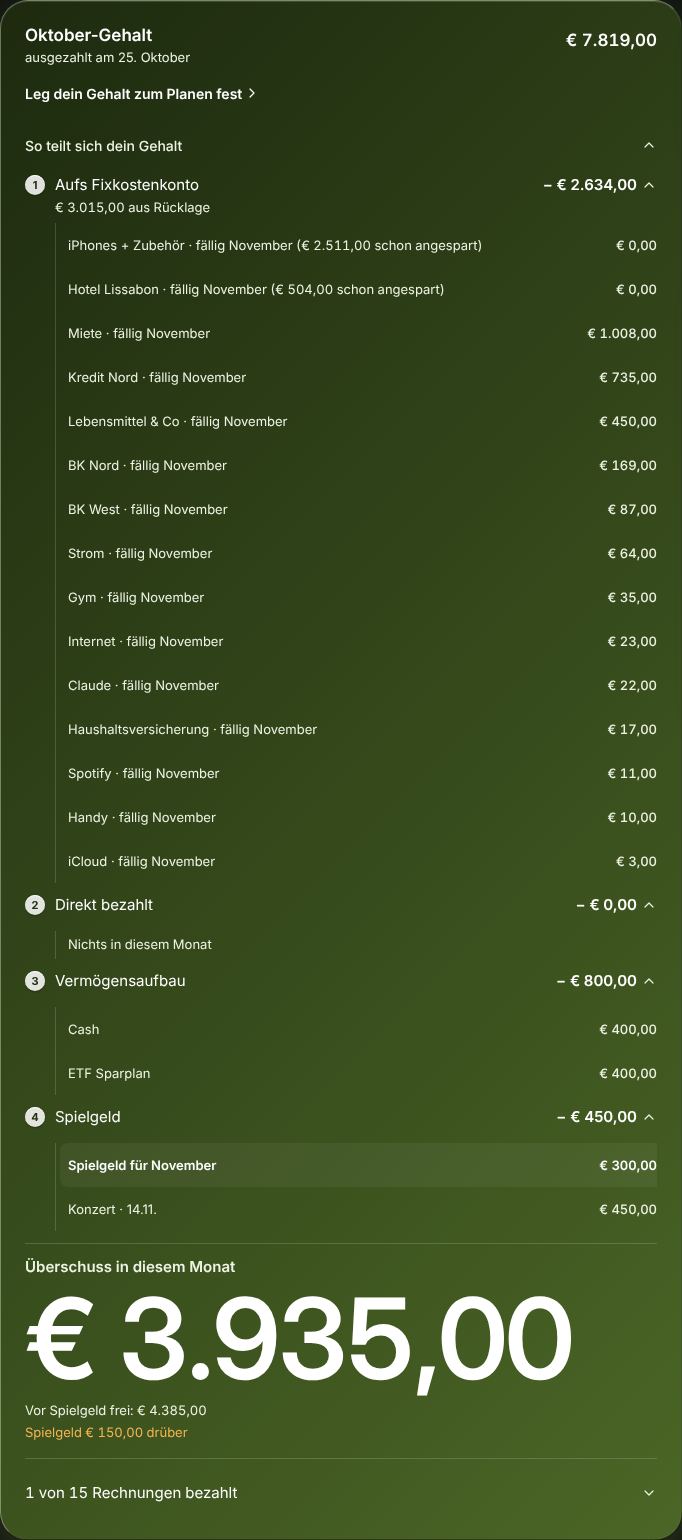 Oktober-Gehalt
€ 7.819,00
ausgezahlt am 25. Oktober
Leg dein Gehalt zum Planen fest
So teilt sich dein Gehalt
1 Aufs Fixkostenkonto – € 2.634,00
€ 3.015,00 aus Rücklage
iPhones + Zubehör · fällig November (€ 2.511,00 schon angespart) € 0,00
Hotel Lissabon · fällig November (€ 504,00 schon angespart) € 0,00
Miete · fällig November € 1.008,00
Kredit Nord · fällig November € 735,00
Lebensmittel & Co · fällig November € 450,00
BK Nord · fällig November € 169,00
BK West · fällig November € 87,00
Strom · fällig November € 64,00
Gym · fällig November € 35,00
Internet · fällig November € 23,00
Claude · fällig November € 22,00
Haushaltsversicherung · fällig November € 17,00
Spotify · fällig November € 11,00
Handy · fällig November € 10,00
iCloud · fällig November € 3,00
2 Direkt bezahlt – € 0,00
Nichts in diesem Monat
3 Vermögensaufbau – € 800,00
Cash € 400,00
ETF Sparplan € 400,00
4 Spielgeld – € 450,00
Spielgeld für November € 300,00
Konzert · 14.11. € 450,00
Überschuss in diesem Monat
€ 3.935,00
Vor Spielgeld frei: € 4.385,00
Spielgeld € 150,00 drüber
1 von 15 Rechnungen bezahlt